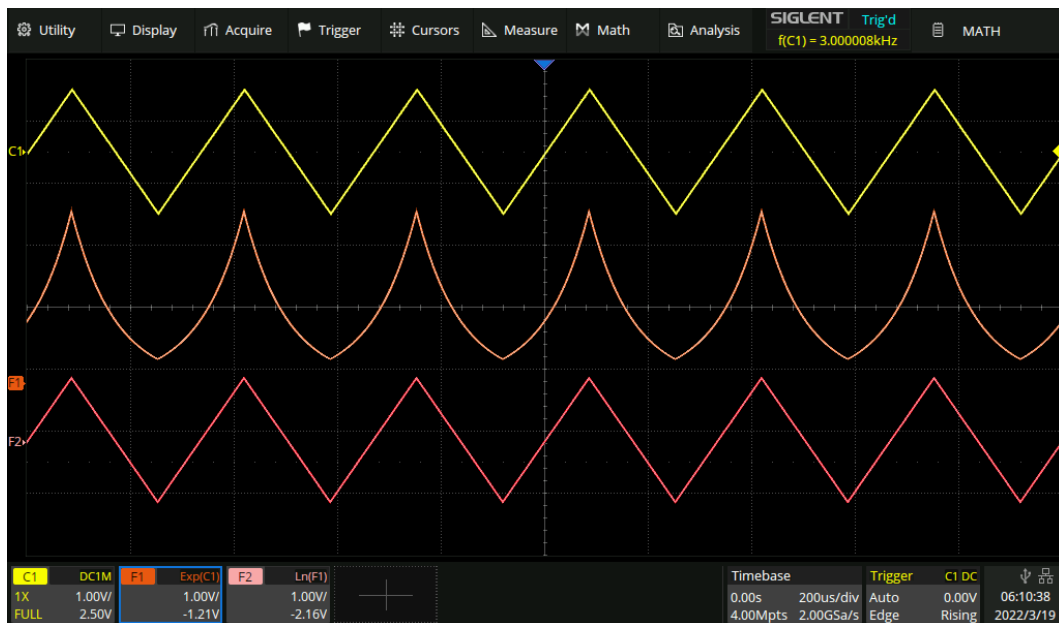 Utility Display Acquire Trigger Cursors Measure Math Analysis SIGLENT Trig'd MATH
f(C1) = 3.000008kHz
C1
F1
F2
C1 DC1M F1 Exp(C1) F2 Ln(F1) Timebase Trigger C1 DC
1X 1.00V/ 1.00V/ 1.00V/ 0.00s 200us/div Auto 0.00V 06:10:38
FULL 2.50V -1.21V -2.16V 4.00Mpts 2.00GSa/s Edge Rising 2022/3/19